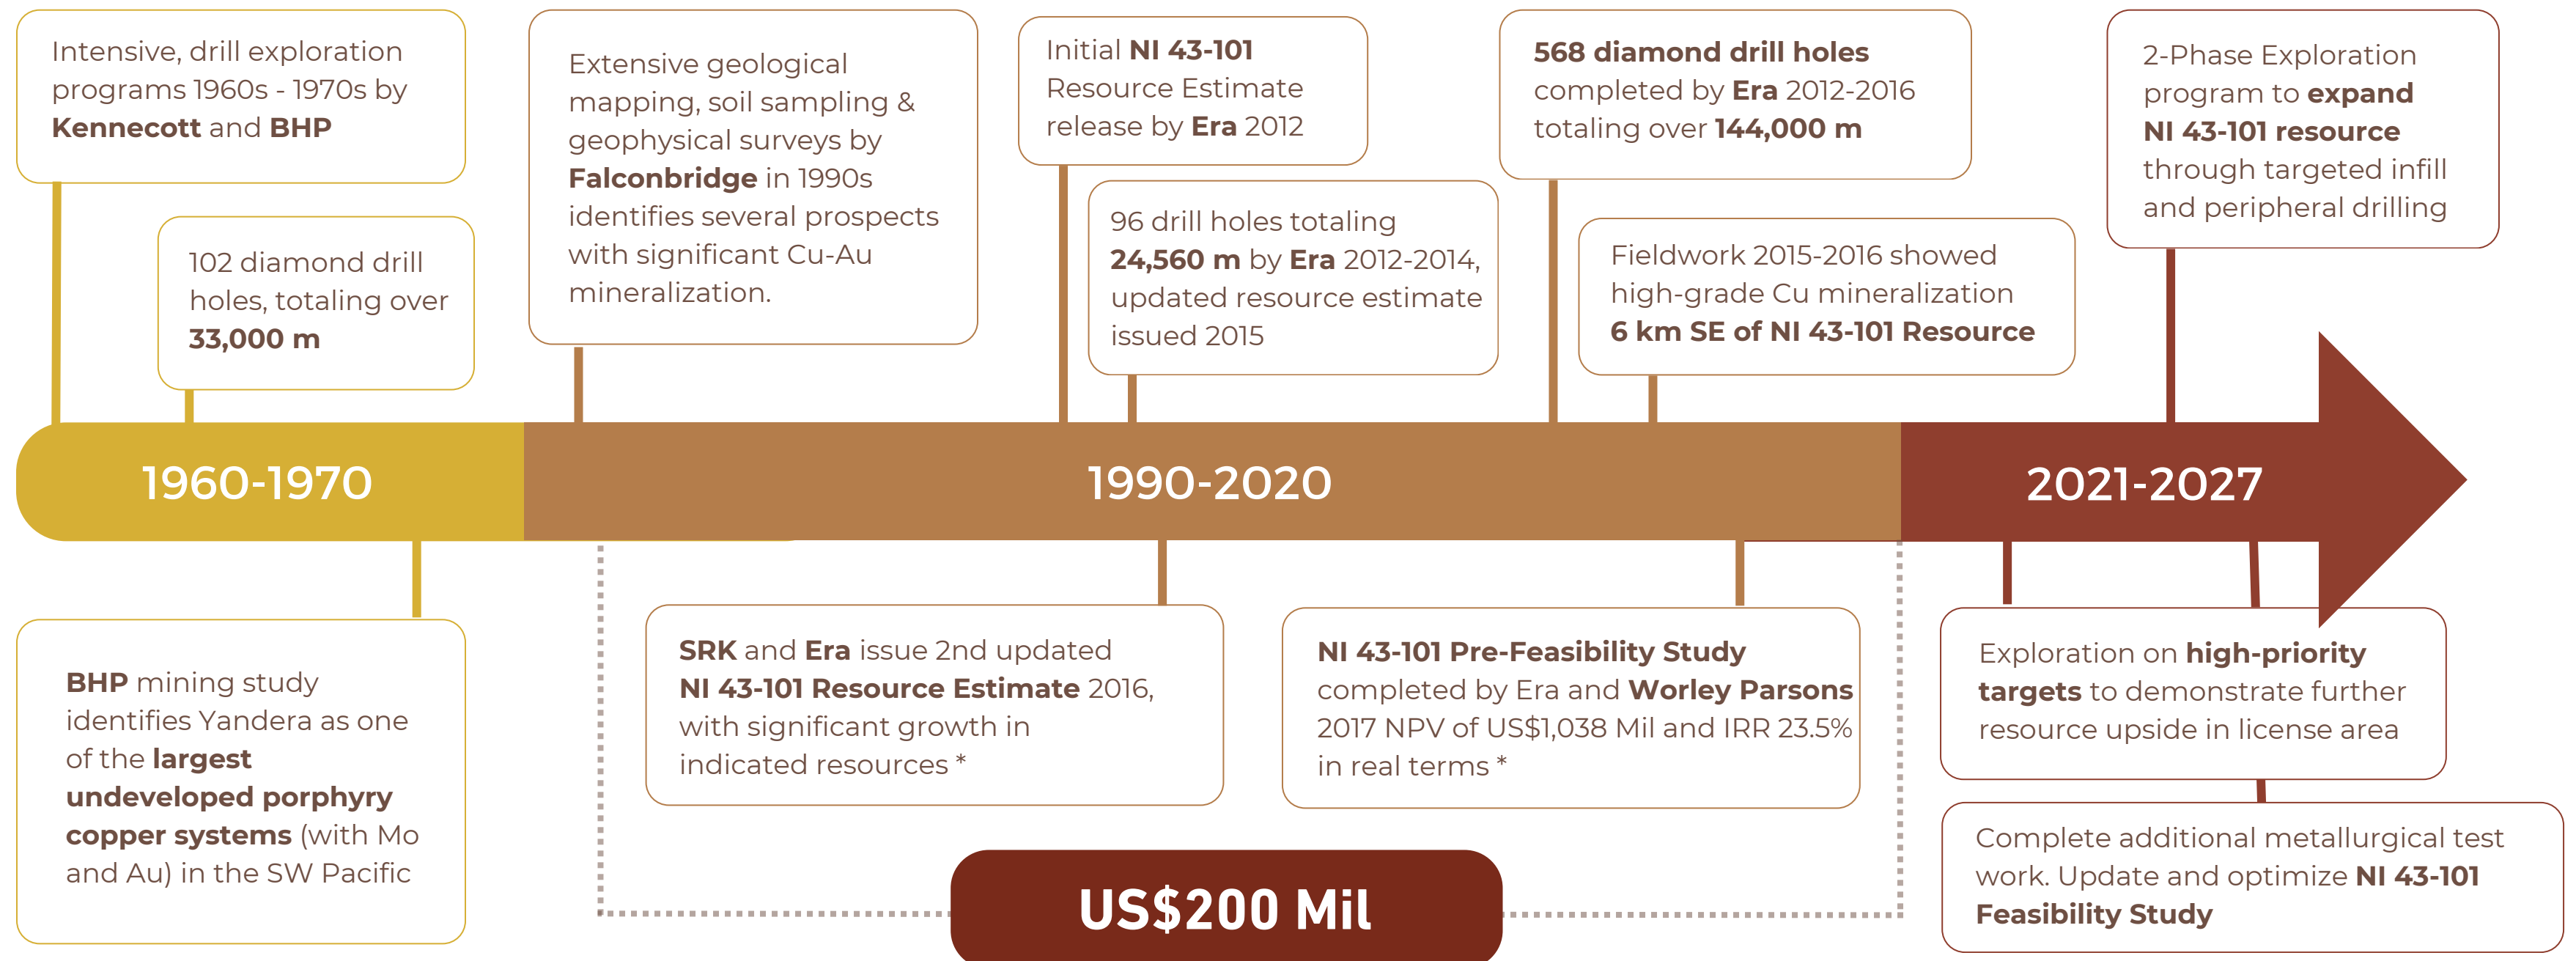 Intensive, drill exploration
programs 1960s - 1970s by
Kennecott and BHP
102 diamond drill
holes, totaling over
33,000 m
Extensive geological
mapping, soil sampling &
geophysical surveys by
Falconbridge in 1990s
identifies several prospects
with significant Cu-Au
mineralization.
Initial NI 43-101
Resource Estimate
release by Era 2012
96 drill holes totaling
24,560 m by Era 2012-2014,
updated resource estimate
issued 2015
568 diamond drill holes
completed by Era 2012-2016
totaling over 144,000 m
Fieldwork 2015-2016 showed
high-grade Cu mineralization
6 km SE of NI 43-101 Resource
2-Phase Exploration
program to expand
NI 43-101 resource
through targeted infill
and peripheral drilling
1960-1970
1990-2020
2021-2027
BHP mining study
identifies Yandera as one
of the largest
undeveloped porphyry
copper systems (with Mo
and Au) in the SW Pacific
SRK and Era issue 2nd updated
NI 43-101 Resource Estimate 2016,
with significant growth in
indicated resources *
NI 43-101 Pre-Feasibility Study
completed by Era and Worley Parsons
2017 NPV of US$1,038 Mil and IRR 23.5%
in real terms *
Exploration on high-priority
targets to demonstrate further
resource upside in license area
Complete additional metallurgical test
work. Update and optimize NI 43-101
Feasibility Study
US$200 Mil